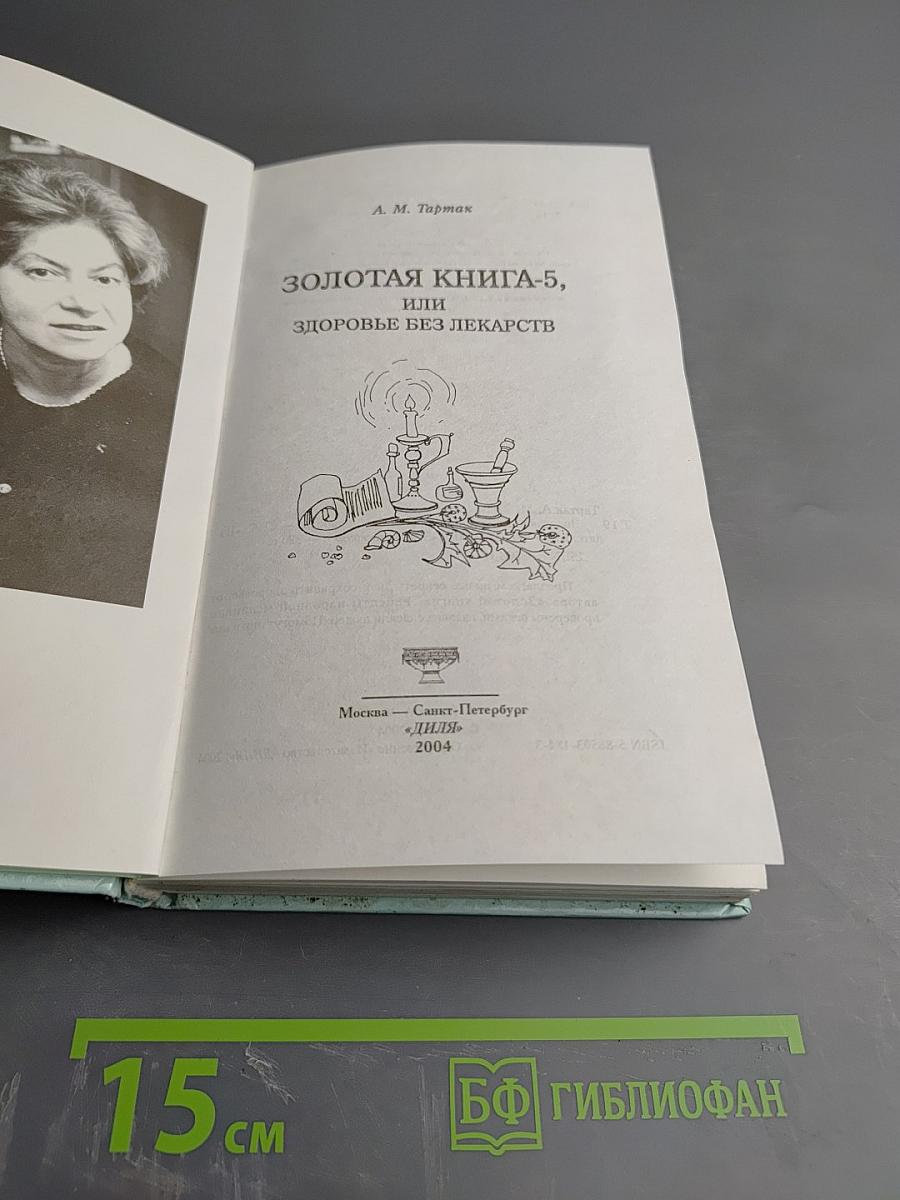 А. М. Тартак
ЗОЛОТАЯ КНИГА-5,
ИЛИ
ЗДОРОВЬЕ БЕЗ ЛЕКАРСТВ
Москва — Санкт-Петербург
«ДИЛЯ»
2004
15 см
БФ ГИБЛИОФАН